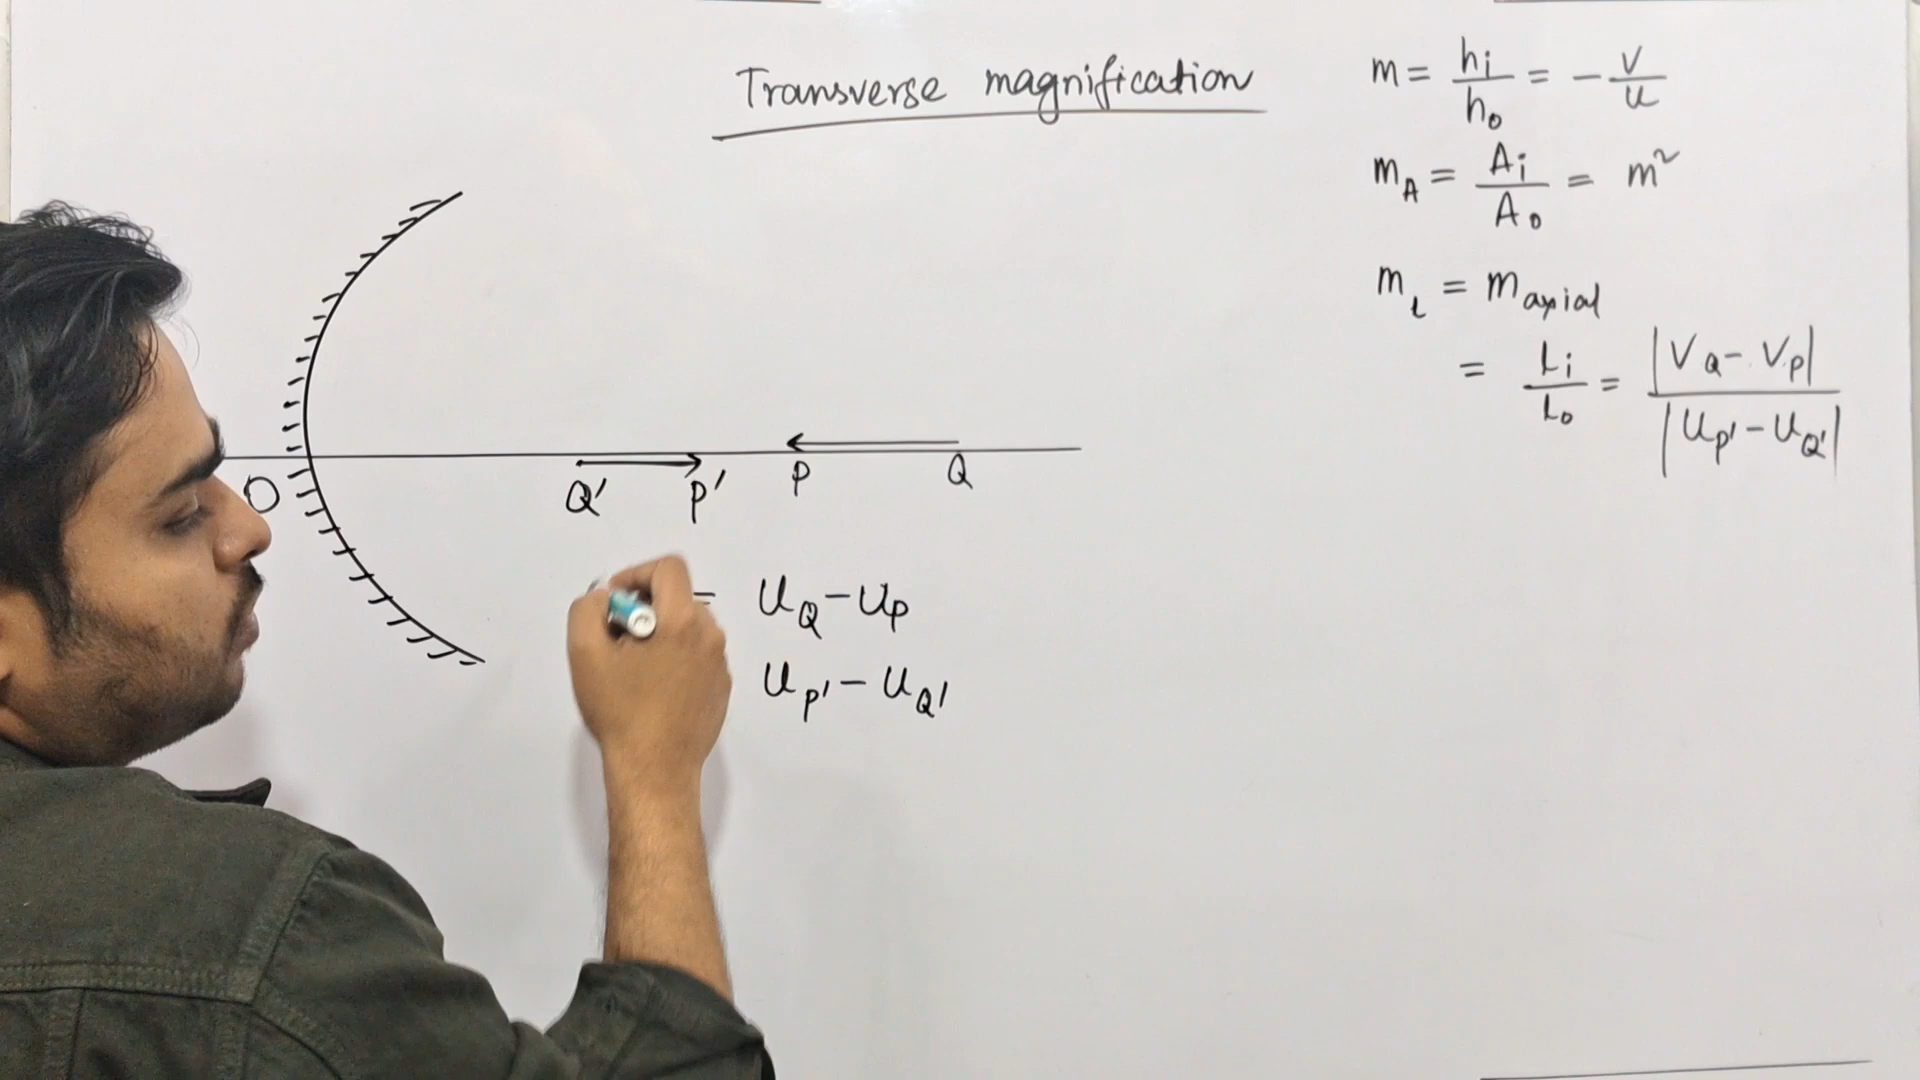 Transverse magnification
m = hi/ho = - v/u
mA = Ai/Ao = m²
mL = maxial
= Li/Lo = |VQ - VP| / |UP' - UQ'|
O
Q' P' P Q
= UQ - UP
UP' - UQ'